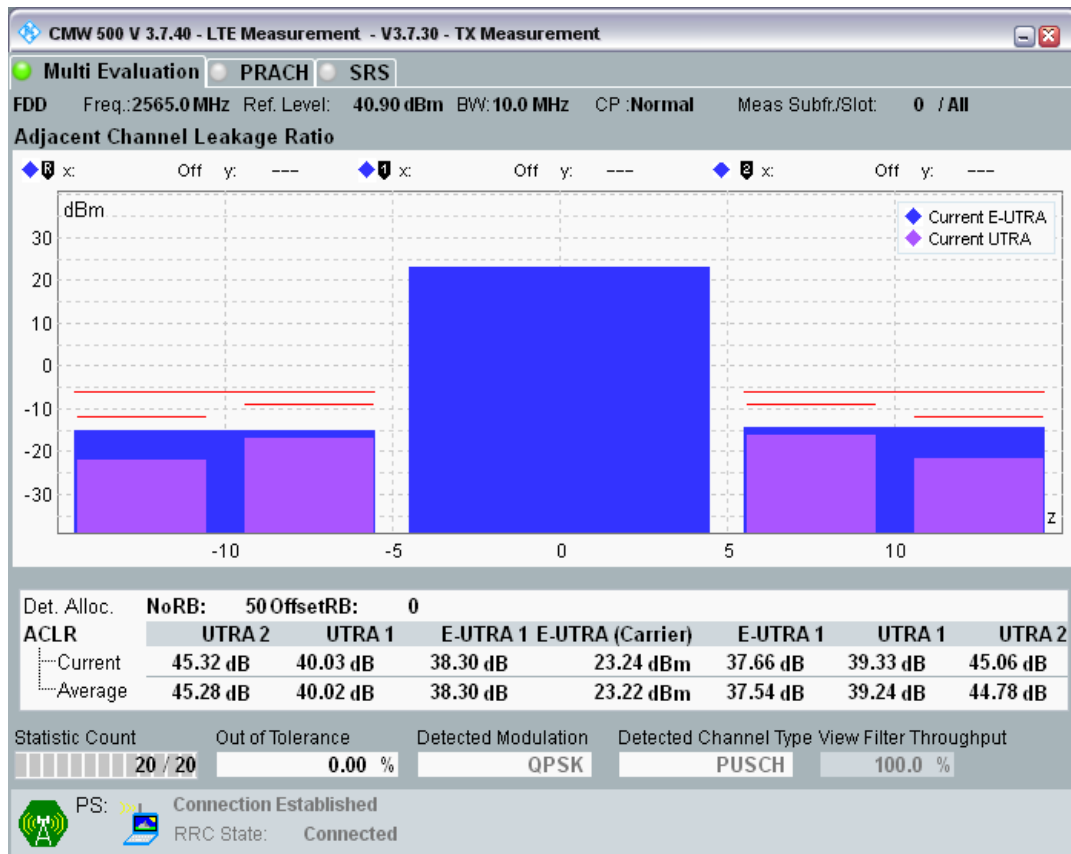 CMW 500 V 3.7.40 - LTE Measurement - V3.7.30 - TX Measurement
Multi Evaluation PRACH SRS
FDD Freq.:2565.0 MHz Ref. Level: 40.90 dBm BW:10.0 MHz CP :Normal Meas Subfr./Slot: 0 / All
Adjacent Channel Leakage Ratio
R x: Off y: --- 1 x: Off y: --- 2 x: Off y: ---
dBm
Current E-UTRA
Current UTRA
30
20
10
0
-10
-20
-30
z
-10 -5 0 5 10
Det. Alloc. NoRB: 50 OffsetRB: 0
ACLR UTRA 2 UTRA 1 E-UTRA 1 E-UTRA (Carrier) E-UTRA 1 UTRA 1 UTRA 2
Current 45.32 dB 40.03 dB 38.30 dB 23.24 dBm 37.66 dB 39.33 dB 45.06 dB
Average 45.28 dB 40.02 dB 38.30 dB 23.22 dBm 37.54 dB 39.24 dB 44.78 dB
Statistic Count Out of Tolerance Detected Modulation Detected Channel Type View Filter Throughput
20 / 20 0.00 % QPSK PUSCH 100.0 %
PS: Connection Established
RRC State: Connected